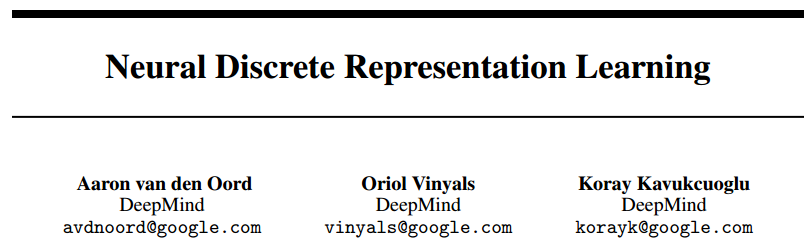 Neural Discrete Representation Learning
Aaron van den Oord Oriol Vinyals Koray Kavukcuoglu
DeepMind DeepMind DeepMind
avdnoord@google.com vinyals@google.com korayk@google.com